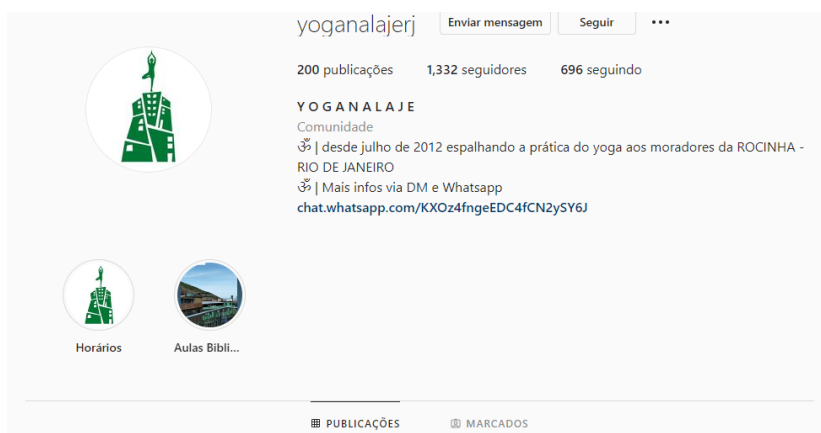 yoganalajerj Enviar mensagem Seguir •••
200 publicações 1,332 seguidores 696 seguindo
Y O G A N A L A J E
Comunidade
🕉 | desde julho de 2012 espalhando a prática do yoga aos moradores da ROCINHA -
RIO DE JANEIRO
🕉 | Mais infos via DM e Whatsapp
chat.whatsapp.com/KXOz4fngeEDC4fCN2ySY6J
Horários Aulas Bibli...
PUBLICAÇÕES MARCADOS